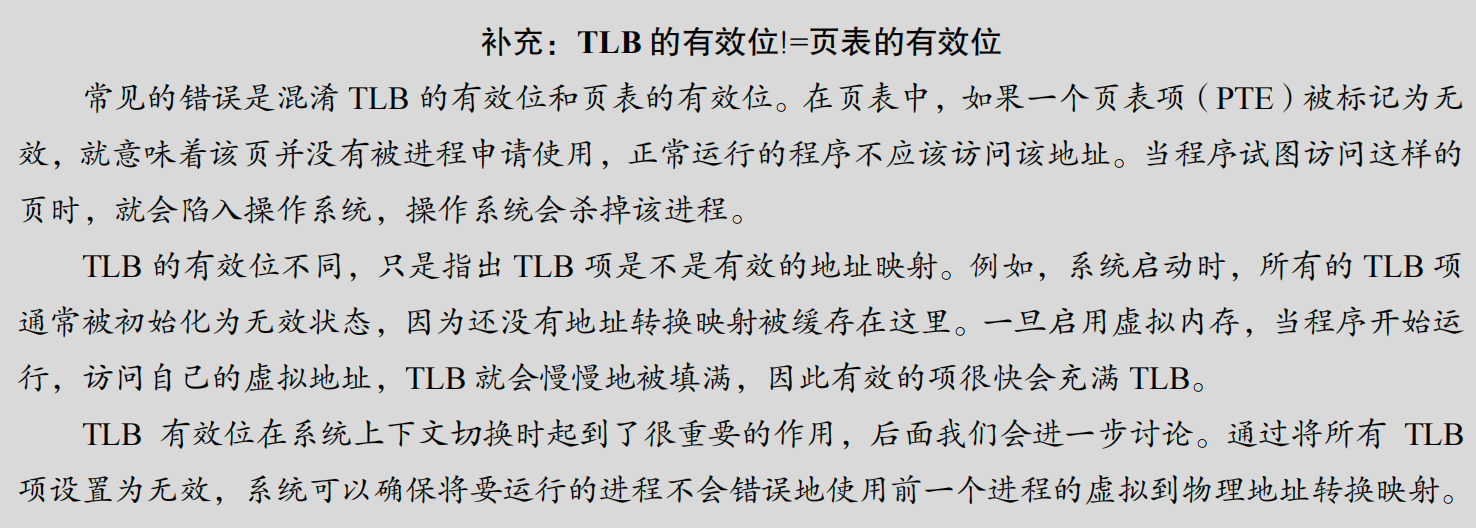 补充：TLB 的有效位!=页表的有效位
常见的错误是混淆 TLB 的有效位和页表的有效位。在页表中，如果一个页表项（PTE）被标记为无
效，就意味着该页并没有被进程申请使用，正常运行的程序不应该访问该地址。当程序试图访问这样的
页时，就会陷入操作系统，操作系统会杀掉该进程。
TLB 的有效位不同，只是指出 TLB 项是不是有效的地址映射。例如，系统启动时，所有的 TLB 项
通常被初始化为无效状态，因为还没有地址转换映射被缓存在这里。一旦启用虚拟内存，当程序开始运
行，访问自己的虚拟地址，TLB 就会慢慢地被填满，因此有效的项很快会充满 TLB。
TLB 有效位在系统上下文切换时起到了很重要的作用，后面我们会进一步讨论。通过将所有 TLB
项设置为无效，系统可以确保将要运行的进程不会错误地使用前一个进程的虚拟到物理地址转换映射。